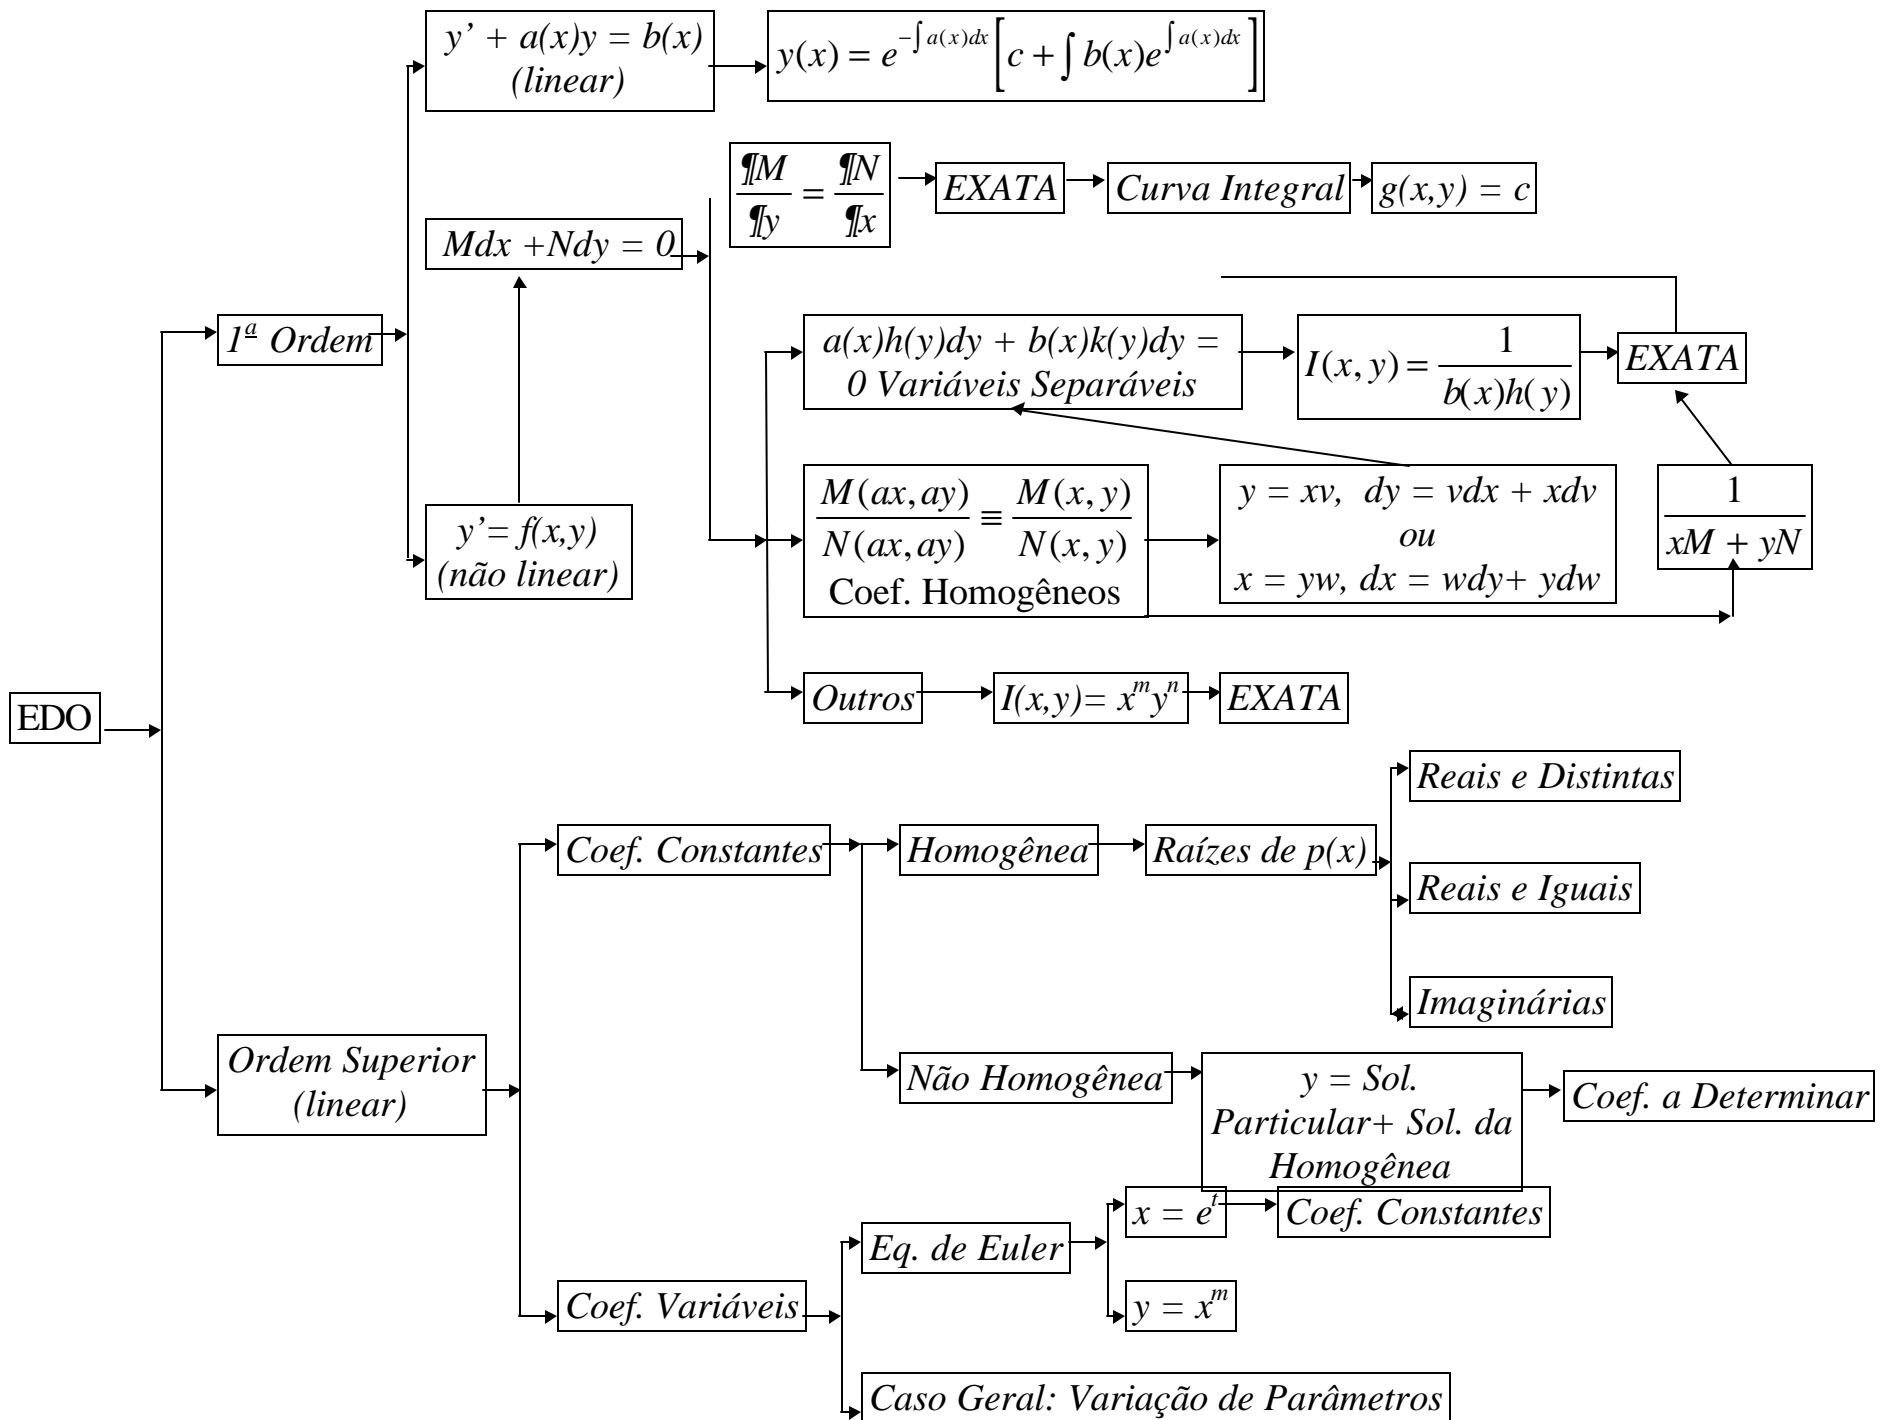 y’ + a(x)y = b(x)
(linear)
y(x) = e^{-∫a(x)dx} [c + ∫ b(x)e^{∫a(x)dx}]
¶M/¶y = ¶N/¶x
EXATA
Curva Integral
g(x,y) = c
Mdx +Ndy = 0
1ª Ordem
a(x)h(y)dy + b(x)k(y)dy =
0 Variáveis Separáveis
I(x, y) = 1/b(x)h(y)
EXATA
y’= f(x,y)
(não linear)
M(ax, ay)/N(ax, ay) ≡ M(x, y)/N(x, y)
Coef. Homogêneos
y = xv, dy = vdx + xdv
ou
x = yw, dx = wdy+ ydw
1/xM + yN
Outros
I(x,y)= x^m y^n
EXATA
EDO
Reais e Distintas
Coef. Constantes
Homogênea
Raízes de p(x)
Reais e Iguais
Imaginárias
Ordem Superior
(linear)
Não Homogênea
y = Sol.
Particular+ Sol. da
Homogênea
Coef. a Determinar
x = e^t
Coef. Constantes
Eq. de Euler
Coef. Variáveis
y = x^m
Caso Geral: Variação de Parâmetros